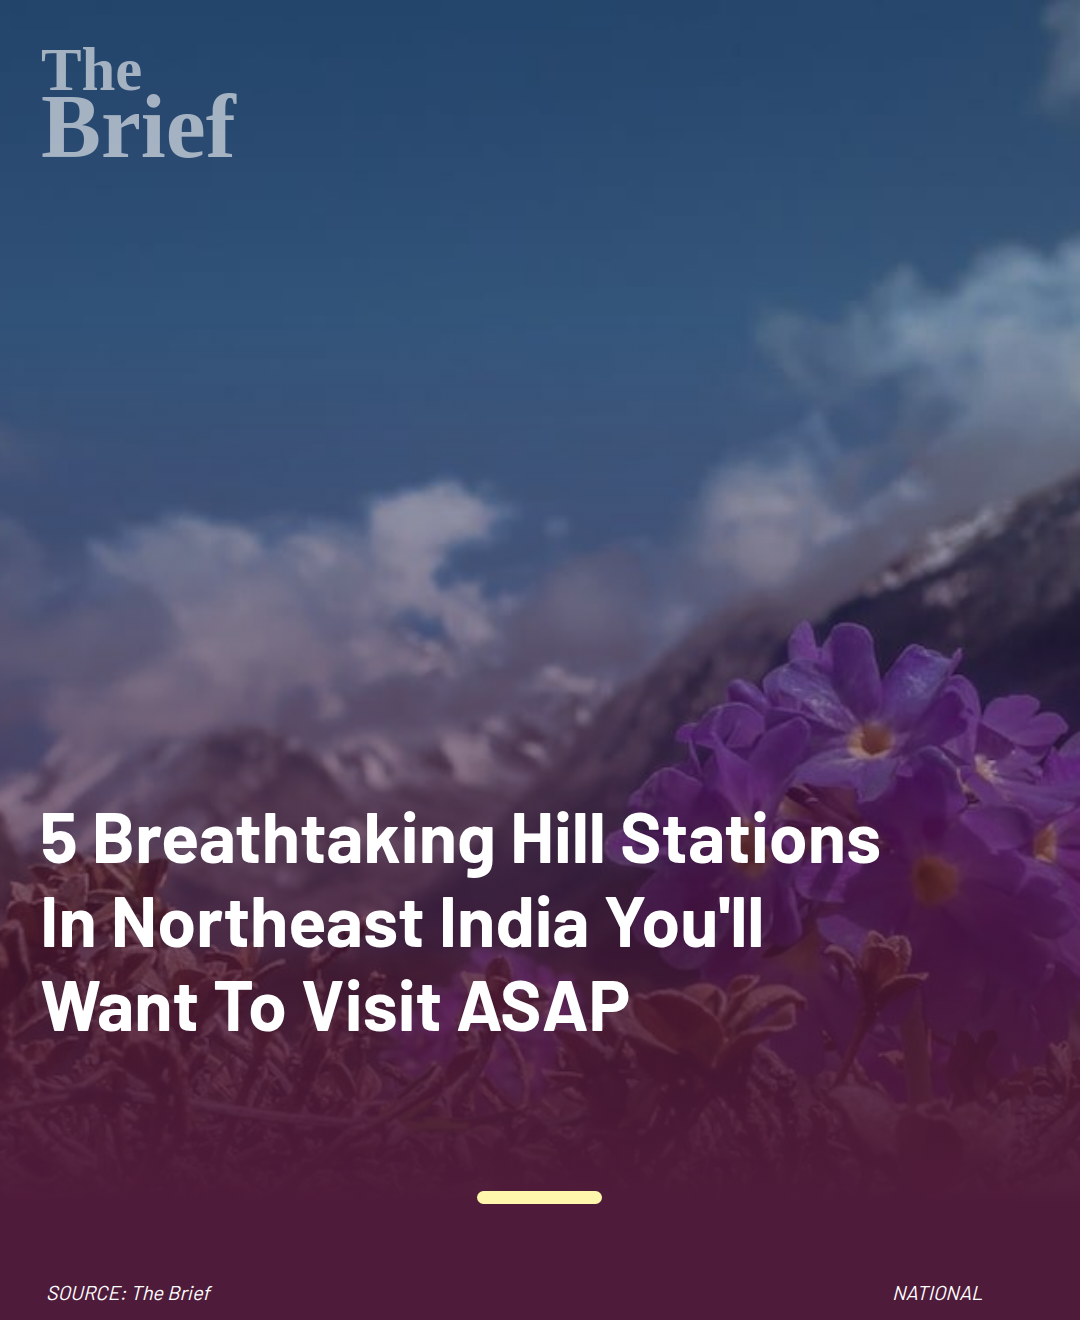 The
Brief
5 Breathtaking Hill Stations
In Northeast India You'll
Want To Visit ASAP
SOURCE: The Brief
NATIONAL